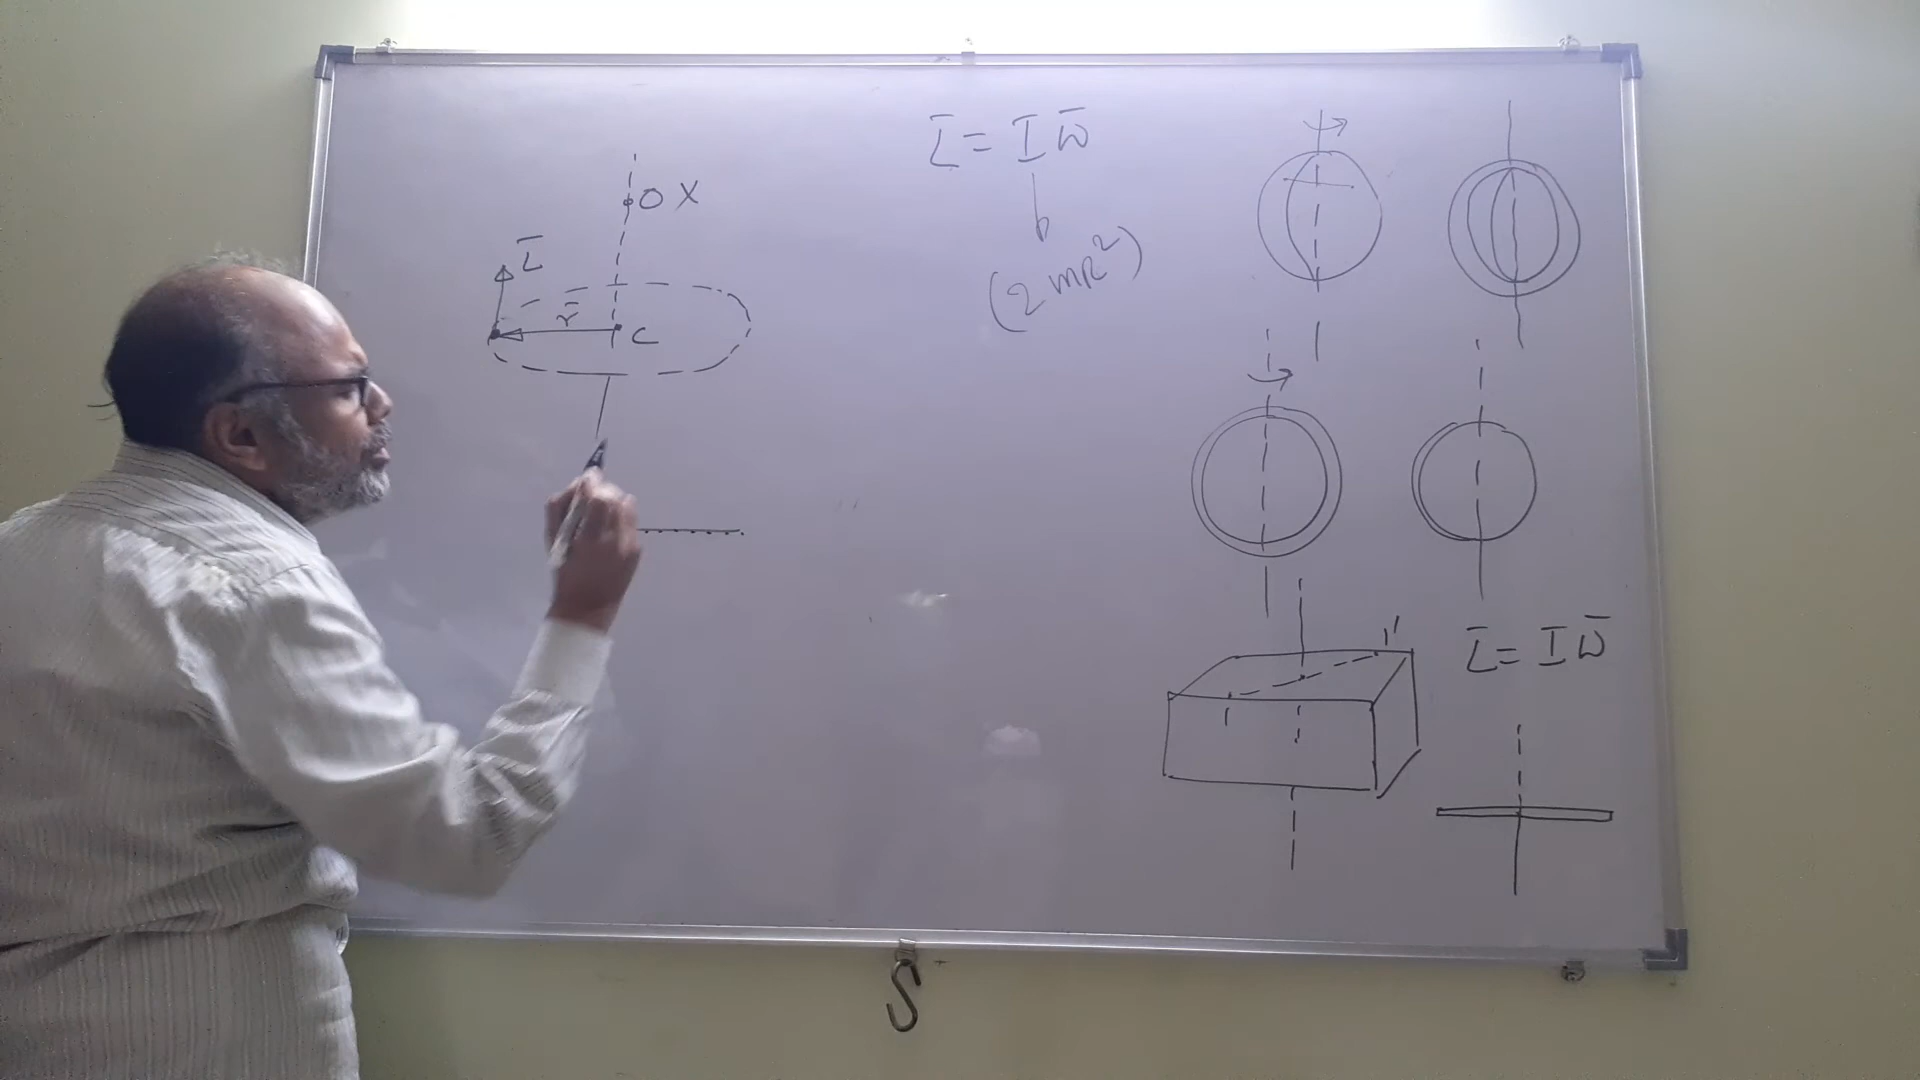 O X
L̄
r̄
C
L̄ = I ω̄
(2 mR²)
L̄ = I ω̄